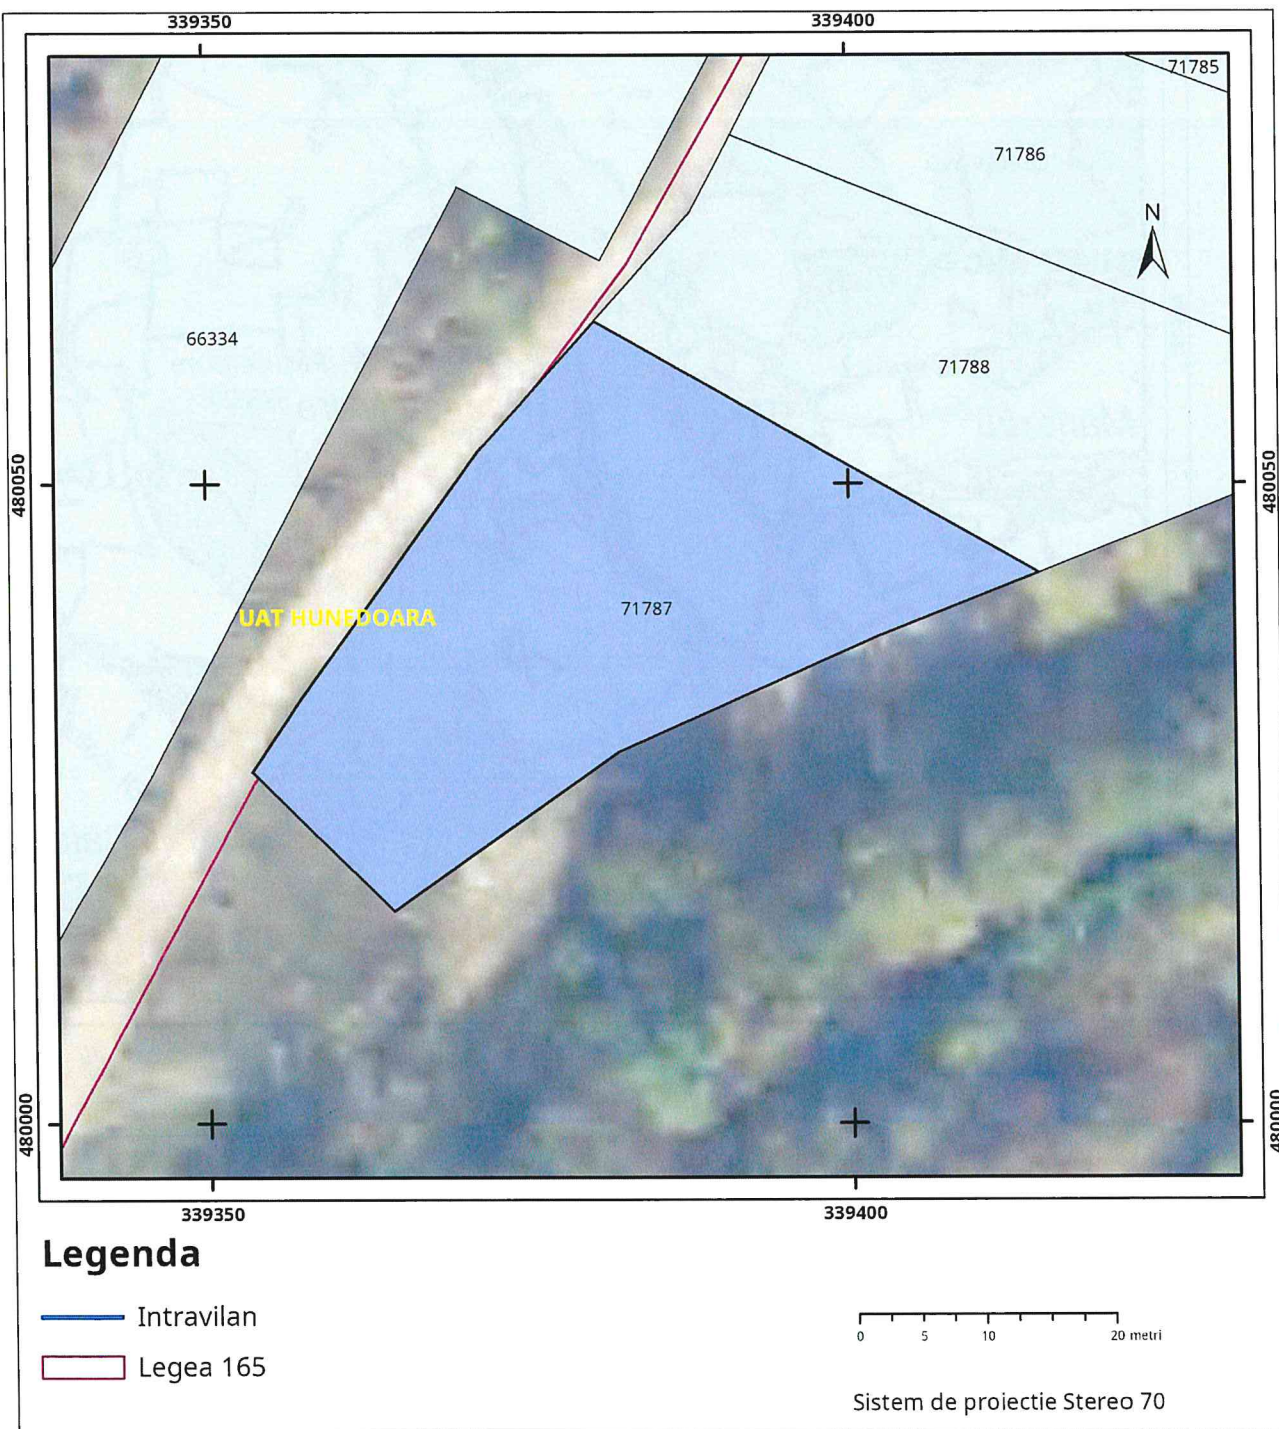 339350
339400
71785
71786
N
66334
71788
480050
480050
71787
UAT HUNEDOARA
480000
480000
339350
339400
Legenda
Intravilan
Legea 165
0 5 10 20 metri
Sistem de proiectie Stereo 70